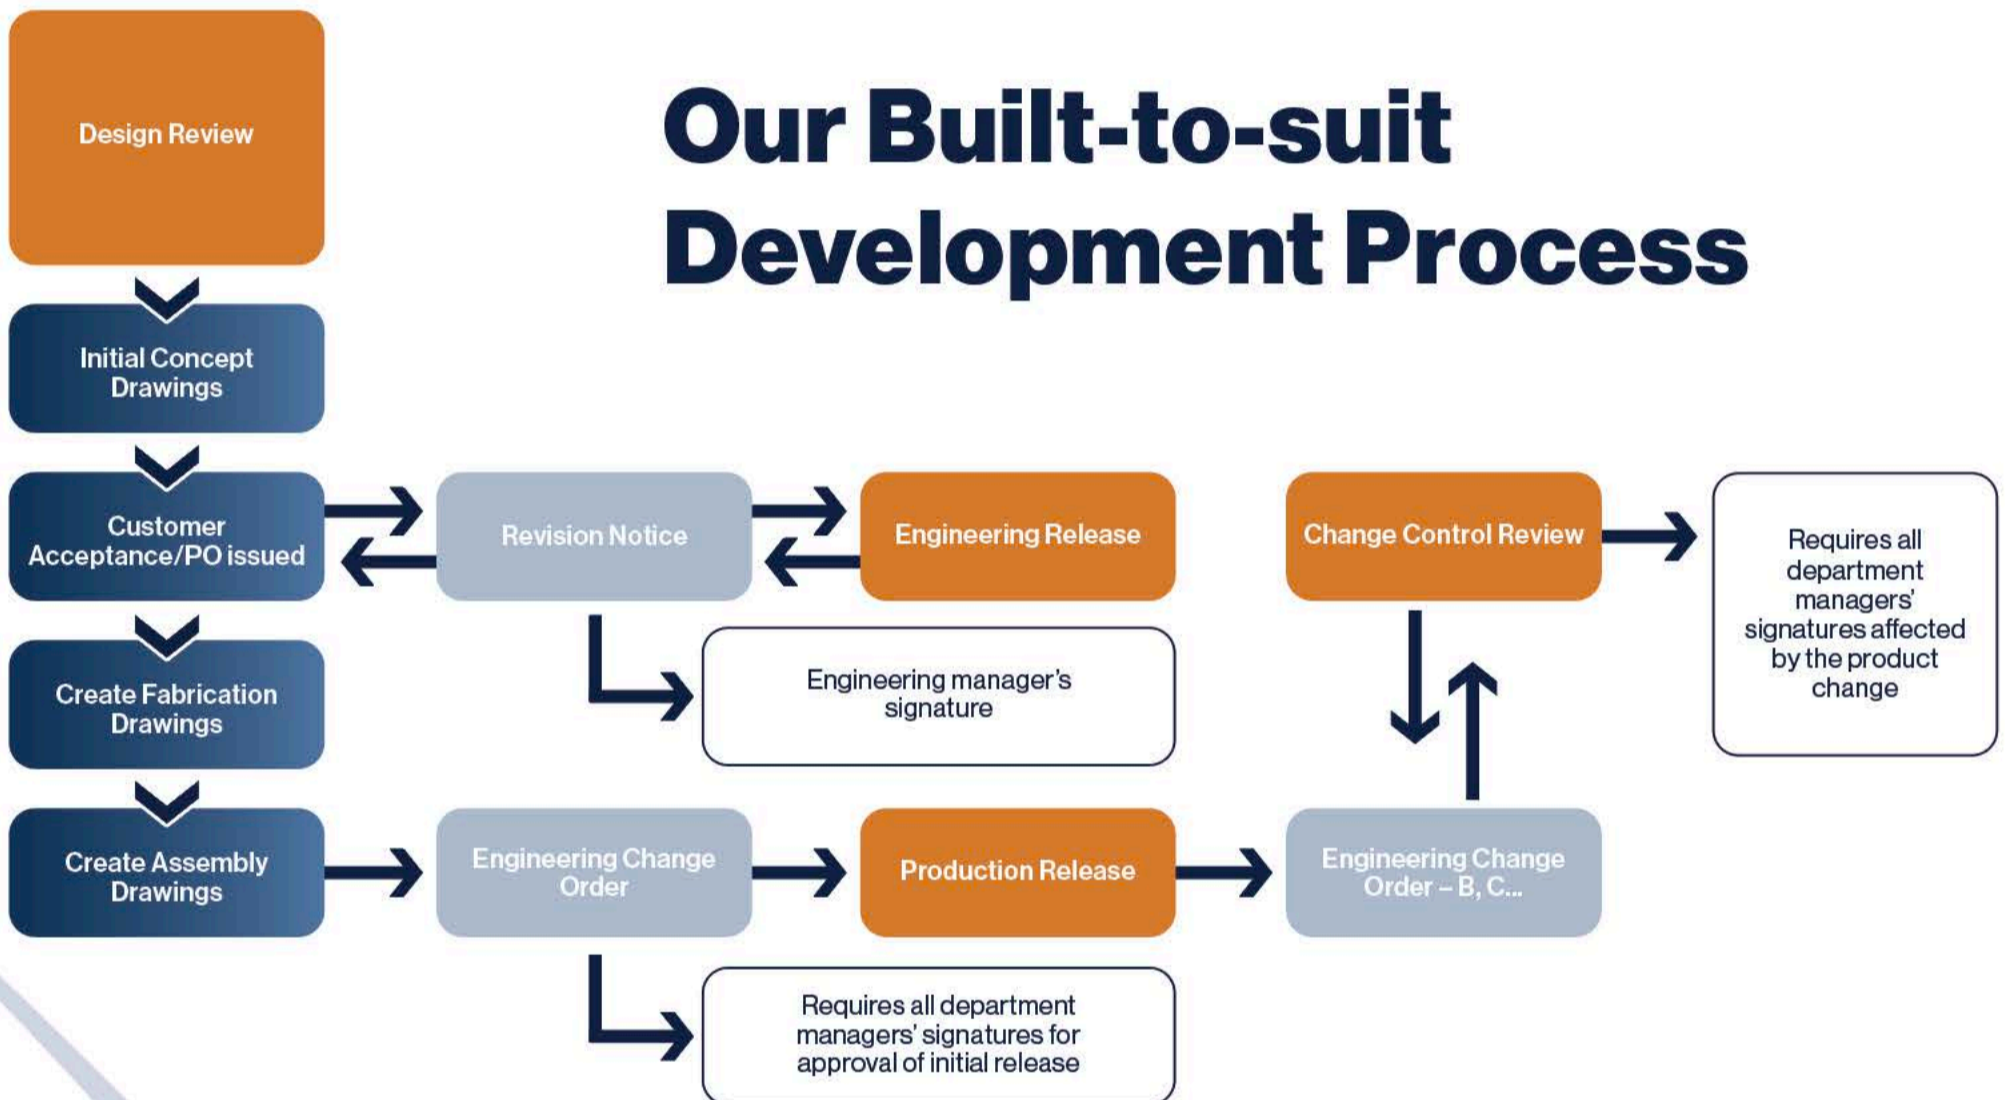 Design Review
Our Built-to-suit
Development Process
Initial Concept
Drawings
Customer
Acceptance/PO issued
Revision Notice
Engineering Release
Change Control Review
Requires all
department
managers’
signatures affected
by the product
change
Engineering manager’s
signature
Create Fabrication
Drawings
Create Assembly
Drawings
Engineering Change
Order
Production Release
Engineering Change
Order – B, C...
Requires all department
managers’ signatures for
approval of initial release